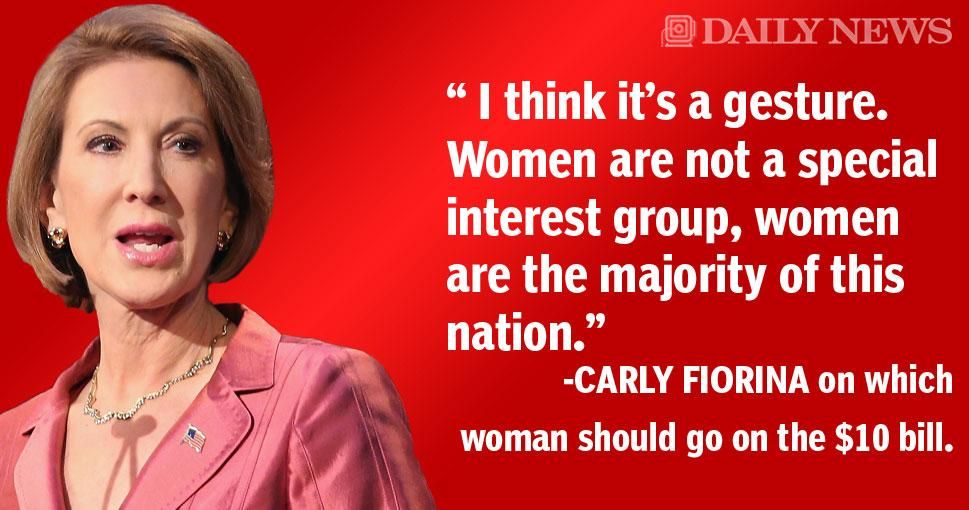 DAILY NEWS
“ I think it’s a gesture.
Women are not a special
interest group, women
are the majority of this
nation.”
-CARLY FIORINA on which
woman should go on the $10 bill.